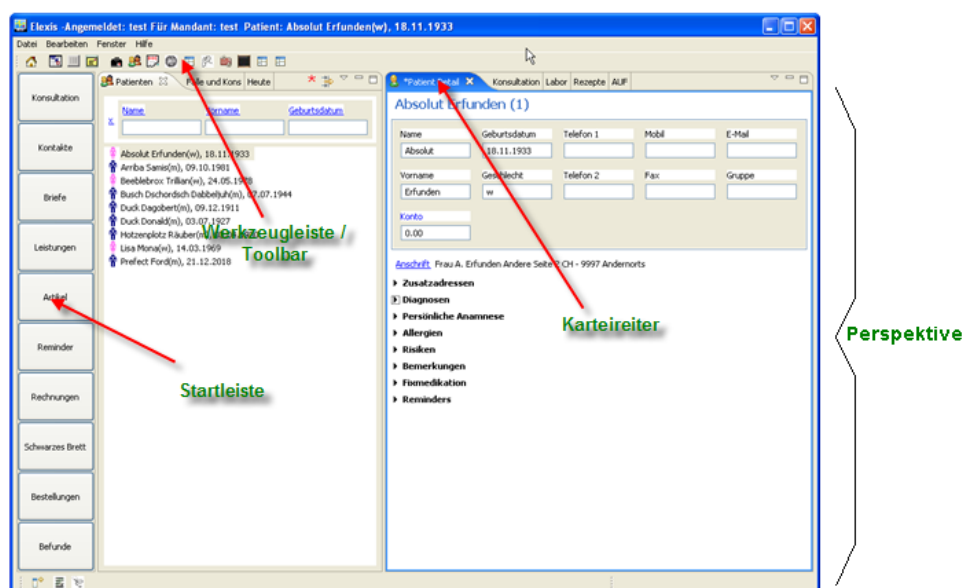 Elexis -Angemeldet: test Für Mandant: test Patient: Absolut Erfunden(w), 18.11.1933
Datei Bearbeiten Fenster Hilfe
Konsultation
Kontakte
Briefe
Leistungen
Artikel
Reminder
Rechnungen
Schwarzes Brett
Bestellungen
Befunde
Patienten
und Kons Heute
Name Vorname Geburtsdatum
x
Absolut Erfunden(w), 18.11.1933
Arriba Samis(m), 09.10.1981
Beeblebrox Trillian(w), 24.05.1978
Busch Dschordsch Dabbeljuh(m), 07.07.1944
Duck Dagobert(m), 09.12.1911
Duck Donald(m), 03.07.1927
Hotzenplotz Räuber(m),
Lisa Mona(w), 14.03.1969
Prefect Ford(m), 21.12.2018
Werkzeugleiste /
Toolbar
Startleiste
*Patient Detail Konsultation Labor Rezepte AUF
Absolut Erfunden (1)
Name Geburtsdatum Telefon 1 Mobil E-Mail
Absolut 18.11.1933
Vorname Geschlecht Telefon 2 Fax Gruppe
Erfunden w
Konto
0.00
Anschrift Frau A. Erfunden Andere Seite 2 CH - 9997 Andernorts
Zusatzadressen
Diagnosen
Persönliche Anamnese
Allergien
Risiken
Bemerkungen
Fixmedikation
Reminders
Karteireiter
Perspektive